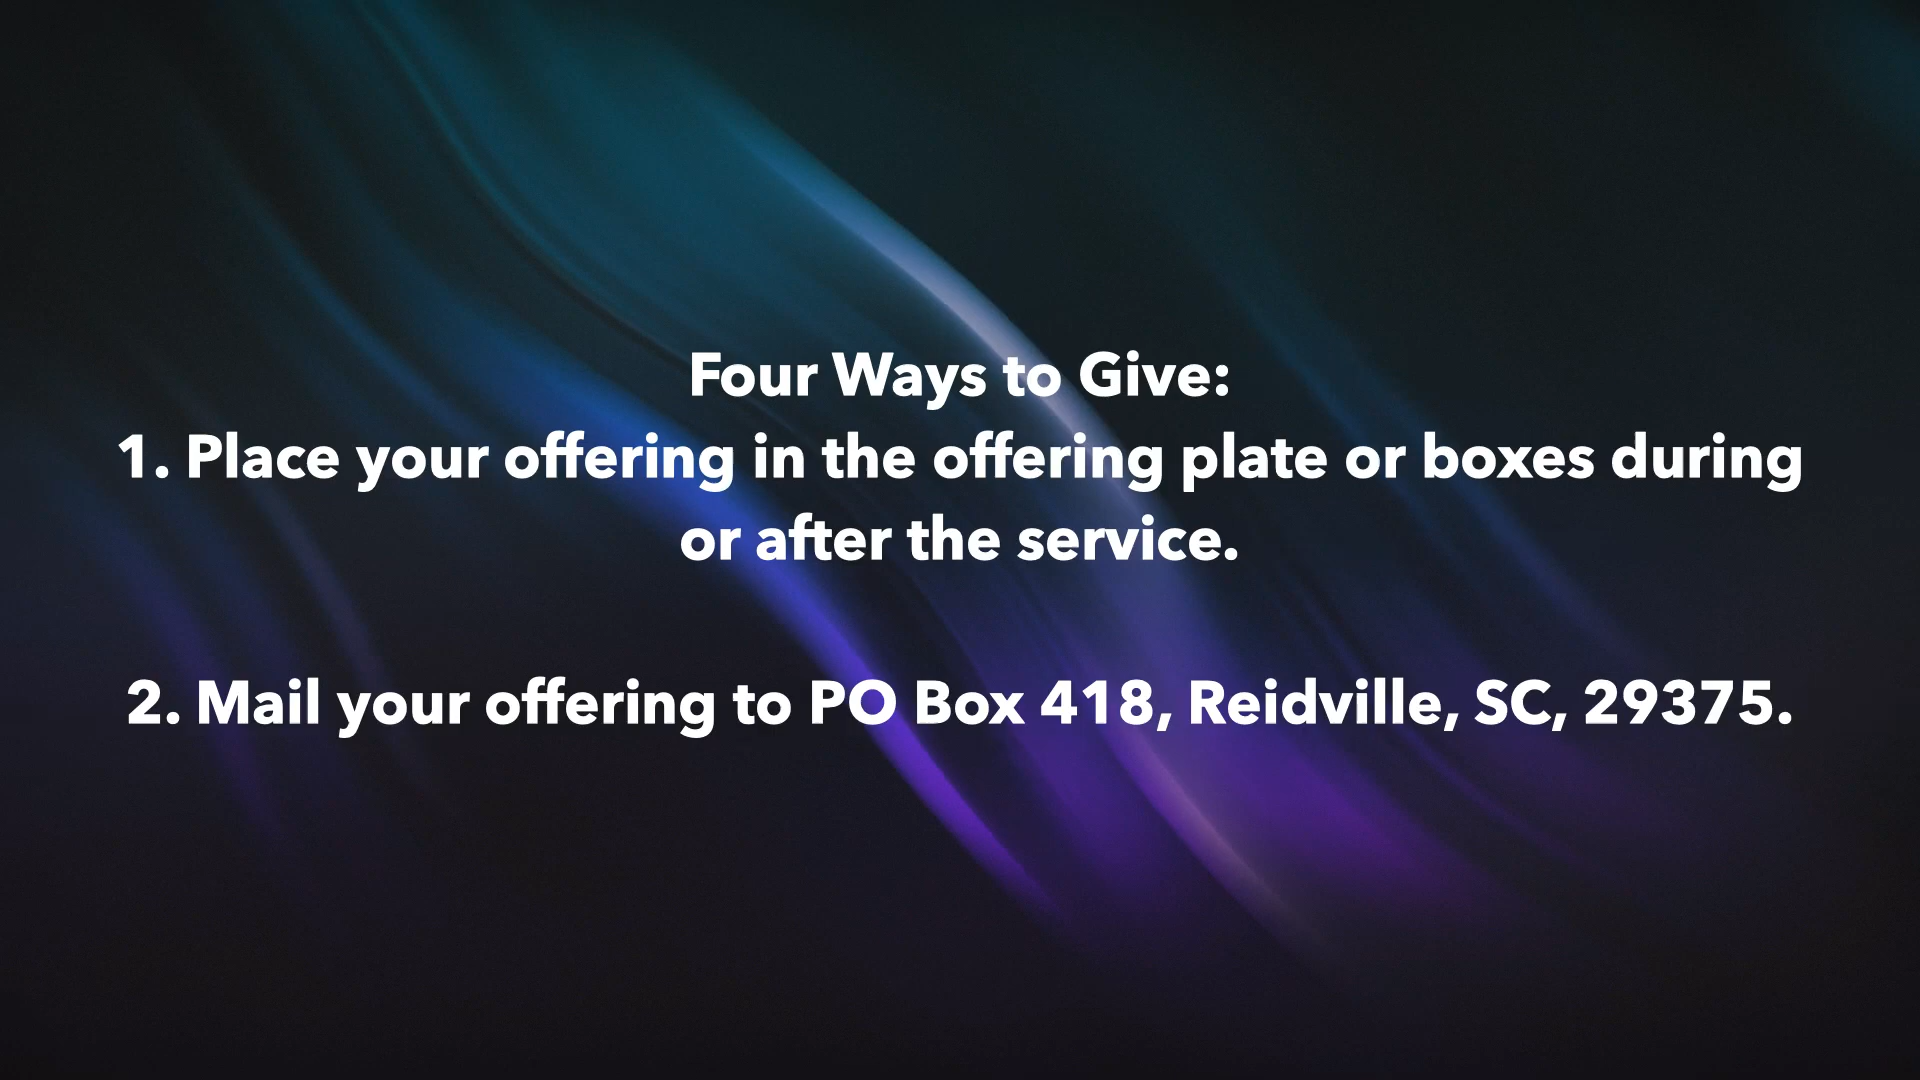 Four Ways to Give:
1. Place your offering in the offering plate or boxes during
or after the service.
2. Mail your offering to PO Box 418, Reidville, SC, 29375.